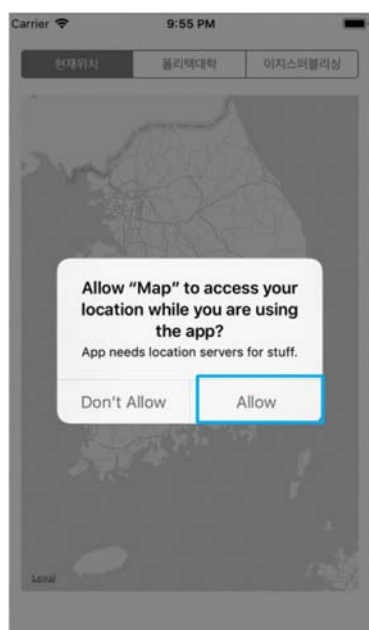 Carrier 9:55 PM
현재위치 폴리텍대학 이지스퍼블리싱
Allow “Map” to access your
location while you are using
the app?
App needs location servers for stuff.
Don't Allow Allow
Legal